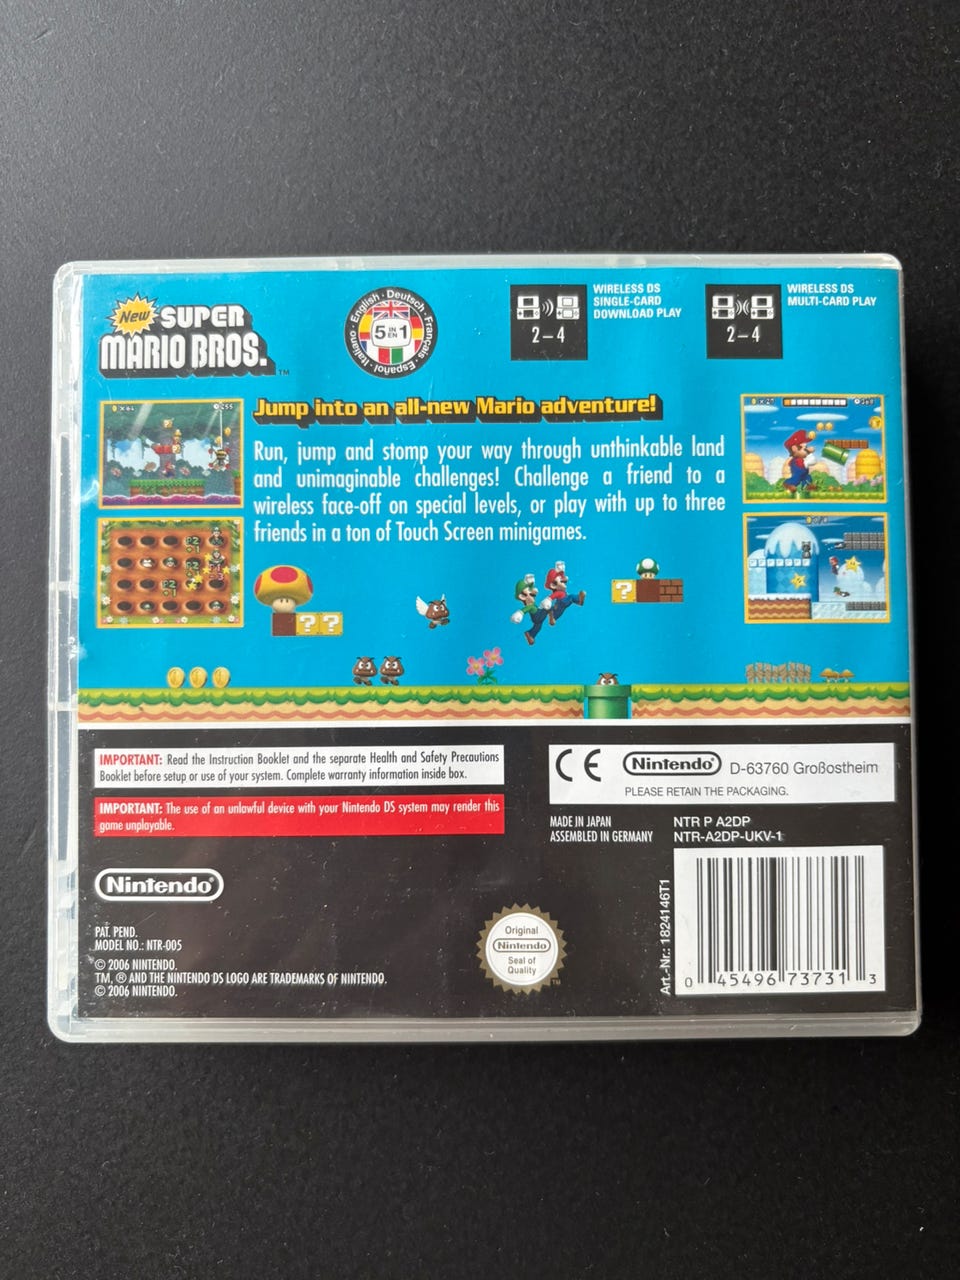 New
SUPER
MARIO BROS.™
English · Deutsch · Français · Español · Italiano
5 IN 1
EN
WIRELESS DS
SINGLE-CARD
DOWNLOAD PLAY
2–4
WIRELESS DS
MULTI-CARD PLAY
2–4
Jump into an all-new Mario adventure!
Run, jump and stomp your way through unthinkable land
and unimaginable challenges! Challenge a friend to a
wireless face-off on special levels, or play with up to three
friends in a ton of Touch Screen minigames.
? ?
?
IMPORTANT: Read the Instruction Booklet and the separate Health and Safety Precautions
Booklet before setup or use of your system. Complete warranty information inside box.
IMPORTANT: The use of an unlawful device with your Nintendo DS system may render this
game unplayable.
CE Nintendo® D-63760 Großostheim
PLEASE RETAIN THE PACKAGING.
MADE IN JAPAN
ASSEMBLED IN GERMANY
NTR P A2DP
NTR-A2DP-UKV-1
Nintendo®
PAT. PEND.
MODEL NO.: NTR-005
© 2006 NINTENDO.
TM, ® AND THE NINTENDO DS LOGO ARE TRADEMARKS OF NINTENDO.
© 2006 NINTENDO.
Original
Nintendo
Seal of
Quality
™
Art.-Nr.: 1824146T1
0 45496 73731 3